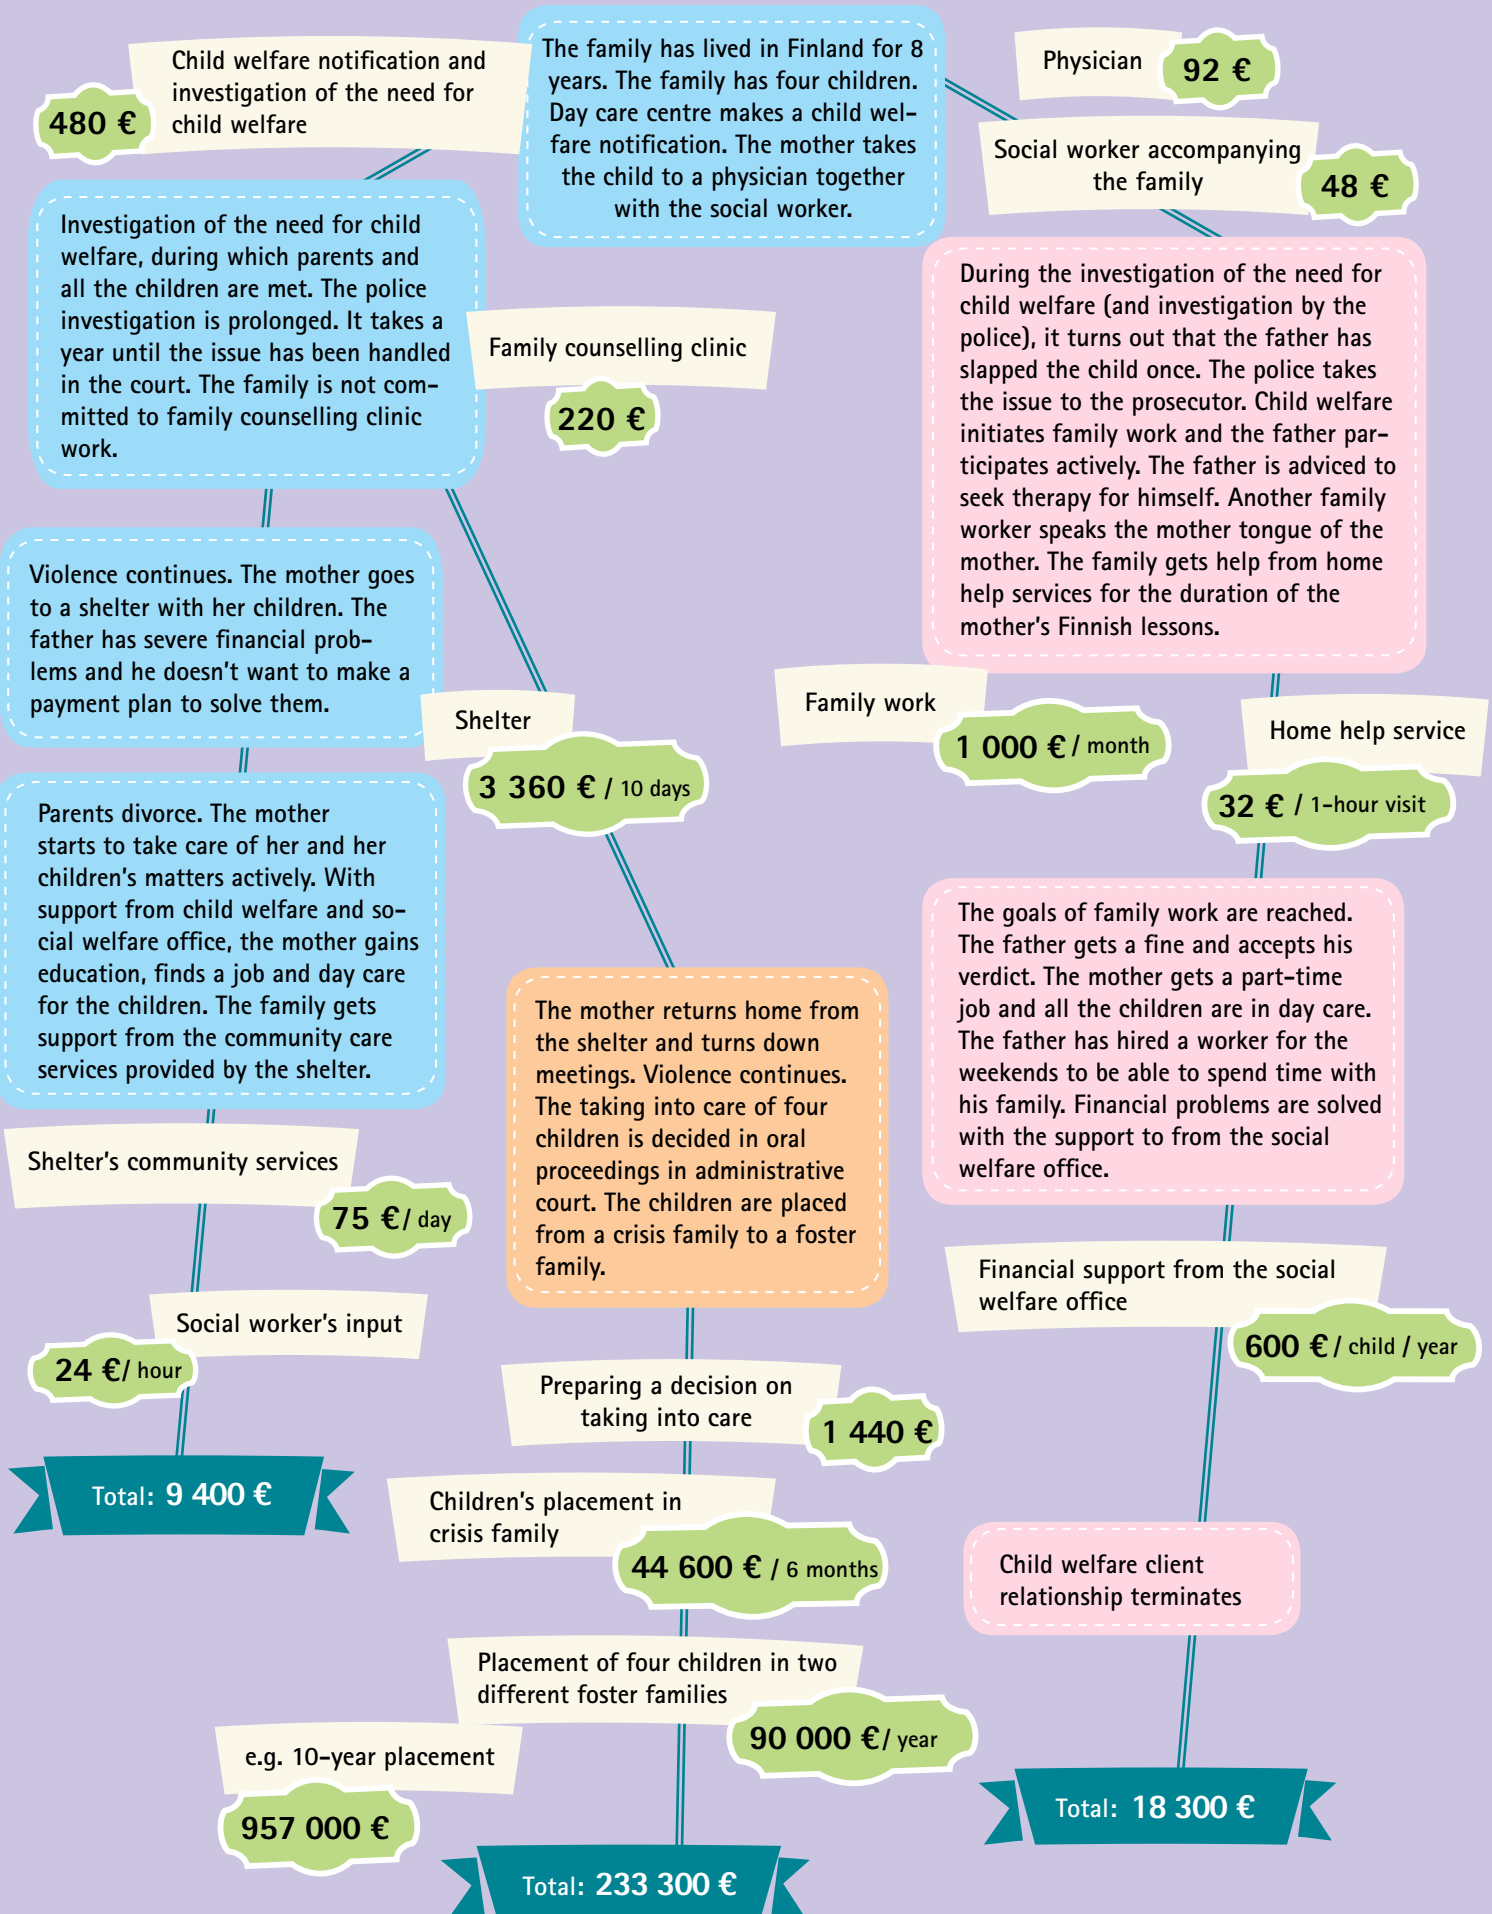 The family has lived in Finland for 8
years. The family has four children.
Day care centre makes a child wel-
fare notification. The mother takes
the child to a physician together
with the social worker.
Child welfare notification and
investigation of the need for
child welfare
480 €
Physician
92 €
Social worker accompanying
the family
48 €
Investigation of the need for child
welfare, during which parents and
all the children are met. The police
investigation is prolonged. It takes a
year until the issue has been handled
in the court. The family is not com-
mitted to family counselling clinic
work.
Family counselling clinic
220 €
During the investigation of the need for
child welfare (and investigation by the
police), it turns out that the father has
slapped the child once. The police takes
the issue to the prosecutor. Child welfare
initiates family work and the father par-
ticipates actively. The father is adviced to
seek therapy for himself. Another family
worker speaks the mother tongue of the
mother. The family gets help from home
help services for the duration of the
mother's Finnish lessons.
Violence continues. The mother goes
to a shelter with her children. The
father has severe financial prob-
lems and he doesn't want to make a
payment plan to solve them.
Shelter
3 360 € / 10 days
Family work
1 000 € / month
Home help service
32 € / 1-hour visit
Parents divorce. The mother
starts to take care of her and her
children's matters actively. With
support from child welfare and so-
cial welfare office, the mother gains
education, finds a job and day care
for the children. The family gets
support from the community care
services provided by the shelter.
The mother returns home from
the shelter and turns down
meetings. Violence continues.
The taking into care of four
children is decided in oral
proceedings in administrative
court. The children are placed
from a crisis family to a foster
family.
The goals of family work are reached.
The father gets a fine and accepts his
verdict. The mother gets a part-time
job and all the children are in day care.
The father has hired a worker for the
weekends to be able to spend time with
his family. Financial problems are solved
with the support to from the social
welfare office.
Shelter's community services
75 €/ day
Social worker's input
24 €/ hour
Total: 9 400 €
Financial support from the social
welfare office
600 € / child / year
Preparing a decision on
taking into care
1 440 €
Children's placement in
crisis family
44 600 € / 6 months
Child welfare client
relationship terminates
Placement of four children in two
different foster families
90 000 €/ year
e.g. 10-year placement
957 000 €
Total: 18 300 €
Total: 233 300 €